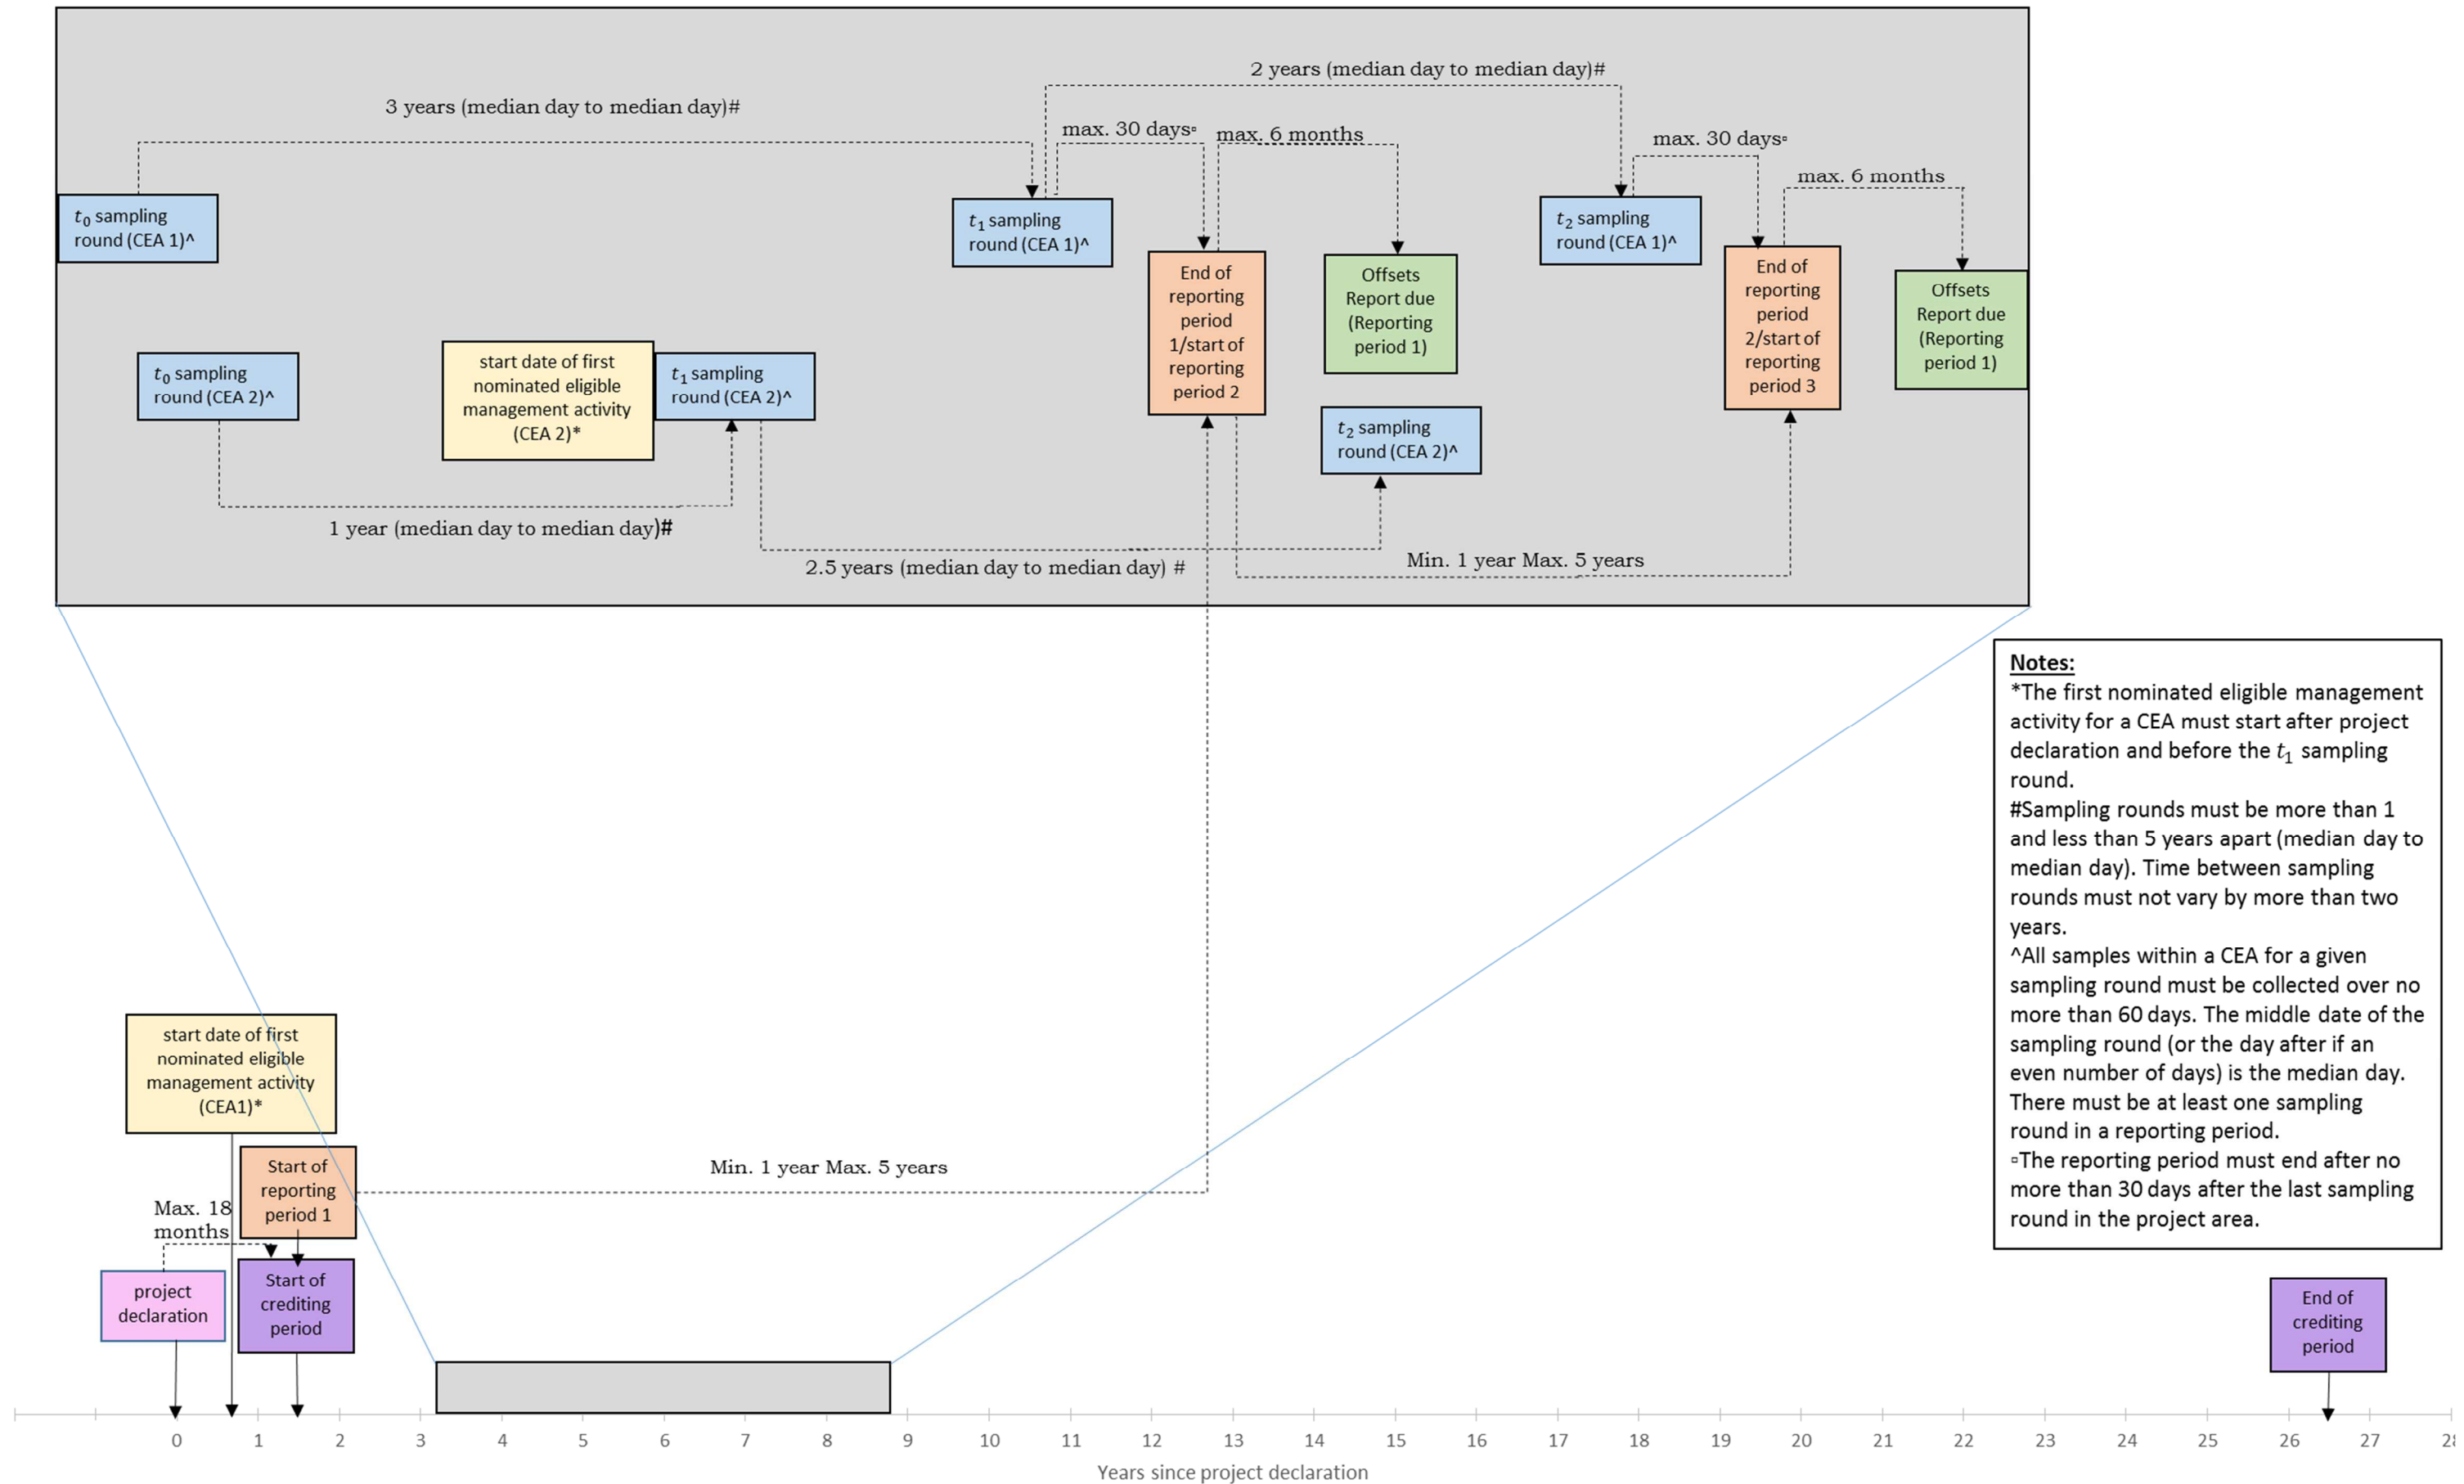 2 years (median day to median day)#
3 years (median day to median day)#
max. 30 days▫
max. 6 months
max. 30 days▫
max. 6 months
t₀ sampling
round (CEA 1)^
t₁ sampling
round (CEA 1)^
t₂ sampling
round (CEA 1)^
End of
reporting
period
1/start of
reporting
period 2
Offsets
Report due
(Reporting
period 1)
End of
reporting
period
2/start of
reporting
period 3
Offsets
Report due
(Reporting
period 1)
t₀ sampling
round (CEA 2)^
start date of first
nominated eligible
management activity
(CEA 2)*
t₁ sampling
round (CEA 2)^
t₂ sampling
round (CEA 2)^
1 year (median day to median day)#
2.5 years (median day to median day) #
Min. 1 year Max. 5 years
Notes:
*The first nominated eligible management
activity for a CEA must start after project
declaration and before the t₁ sampling
round.
#Sampling rounds must be more than 1
and less than 5 years apart (median day to
median day). Time between sampling
rounds must not vary by more than two
years.
^All samples within a CEA for a given
sampling round must be collected over no
more than 60 days. The middle date of the
sampling round (or the day after if an
even number of days) is the median day.
There must be at least one sampling
round in a reporting period.
▫The reporting period must end after no
more than 30 days after the last sampling
round in the project area.
start date of first
nominated eligible
management activity
(CEA1)*
Start of
reporting
period 1
Min. 1 year Max. 5 years
Max. 18
months
project
declaration
Start of
crediting
period
End of
crediting
period
0 1 2 3 4 5 6 7 8 9 10 11 12 13 14 15 16 17 18 19 20 21 22 23 24 25 26 27
Years since project declaration